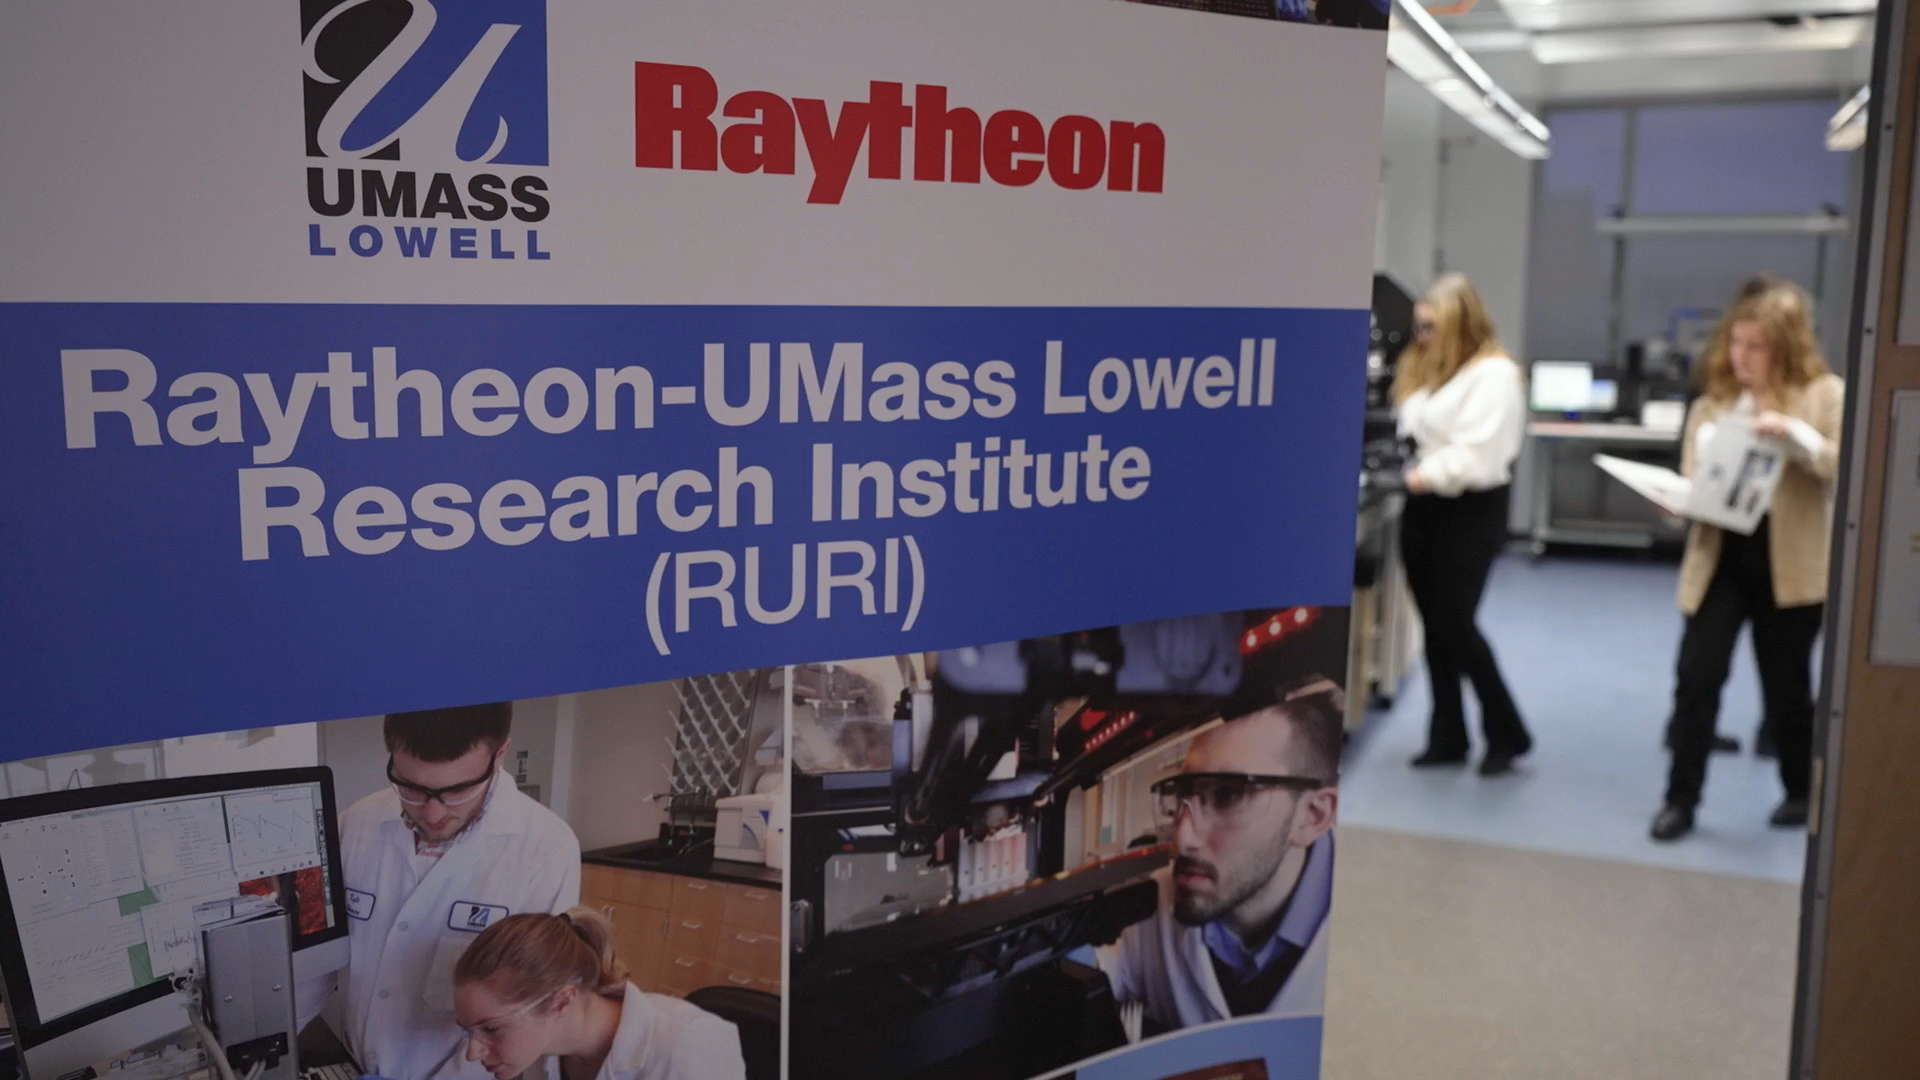 UMASS
LOWELL
Raytheon
Raytheon-UMass Lowell
Research Institute
(RURI)